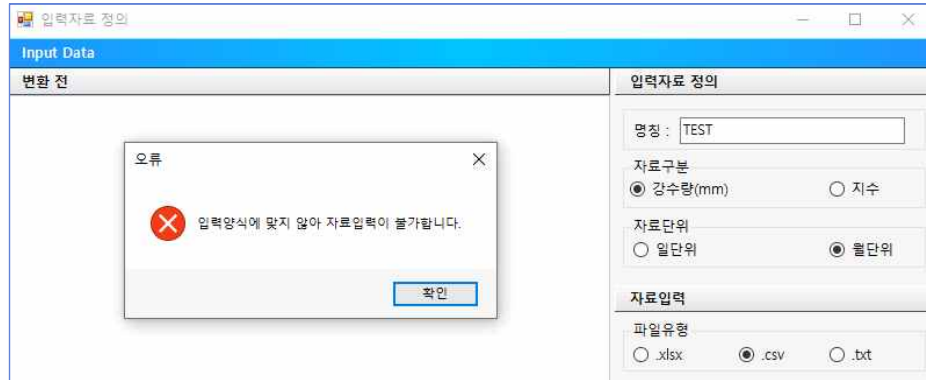 입력자료 정의
Input Data
변환 전
오류
입력양식에 맞지 않아 자료입력이 불가합니다.
확인
입력자료 정의
명칭 : TEST
자료구분
강수량(mm) 지수
자료단위
일단위 월단위
자료입력
파일유형
.xlsx .csv .txt